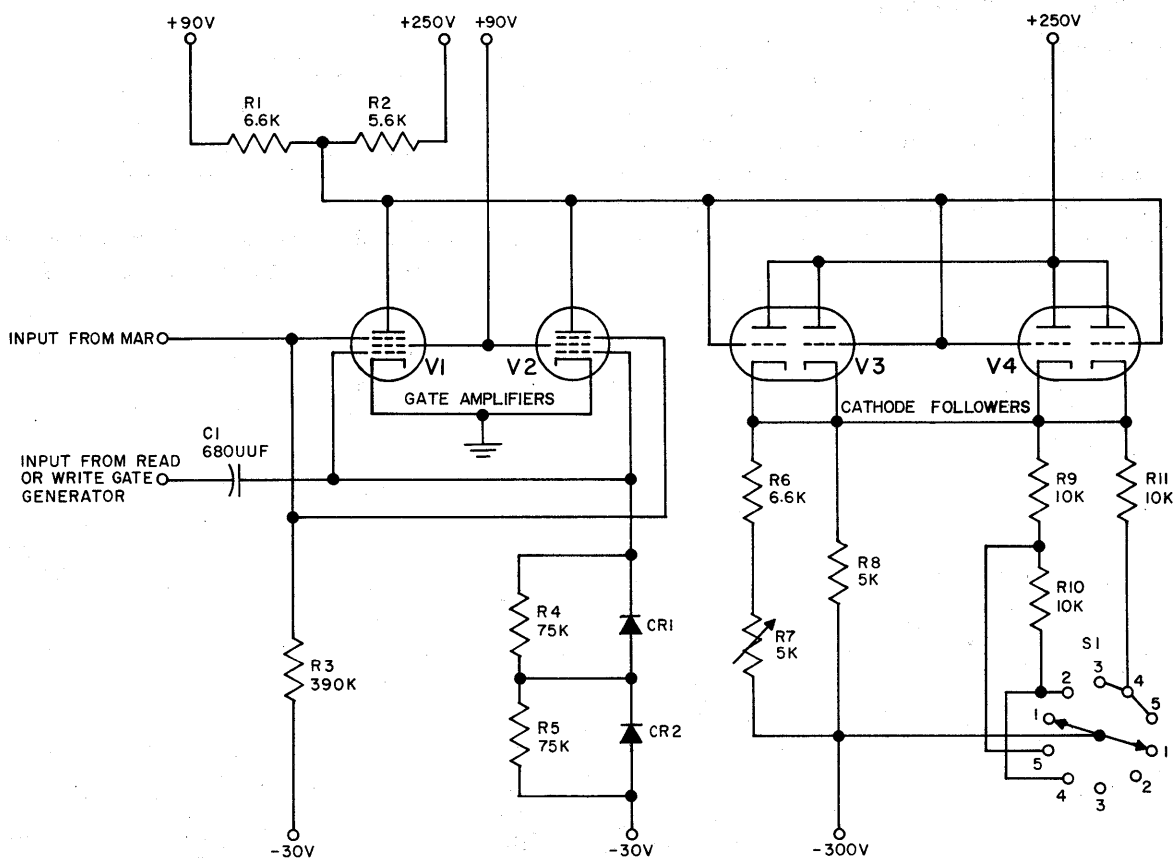 +90V
+250V
+90V
+250V
R1
6.6K
R2
5.6K
INPUT FROM MAR
V1
V2
V3
V4
GATE AMPLIFIERS
CATHODE FOLLOWERS
C1
680UUF
INPUT FROM READ
OR WRITE GATE
GENERATOR
R6
6.6K
R9
10K
R11
10K
R8
5K
R10
10K
R4
75K
CR1
R7
5K
S1
R3
390K
3
4
2
5
1
R5
75K
CR2
1
5
2
4
3
-30V
-30V
-300V